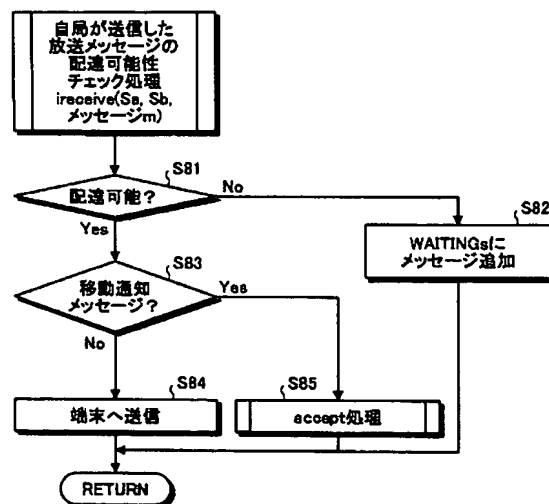 自局が送信した
放送メッセージの
配達可能性
チェック処理
ireceive(Sa, Sb,
メッセージm)
S81
配達可能?
No
Yes
S82
WAITINGsに
メッセージ追加
S83
移動通知
メッセージ?
Yes
No
S84
端末へ送信
S85
accept処理
RETURN